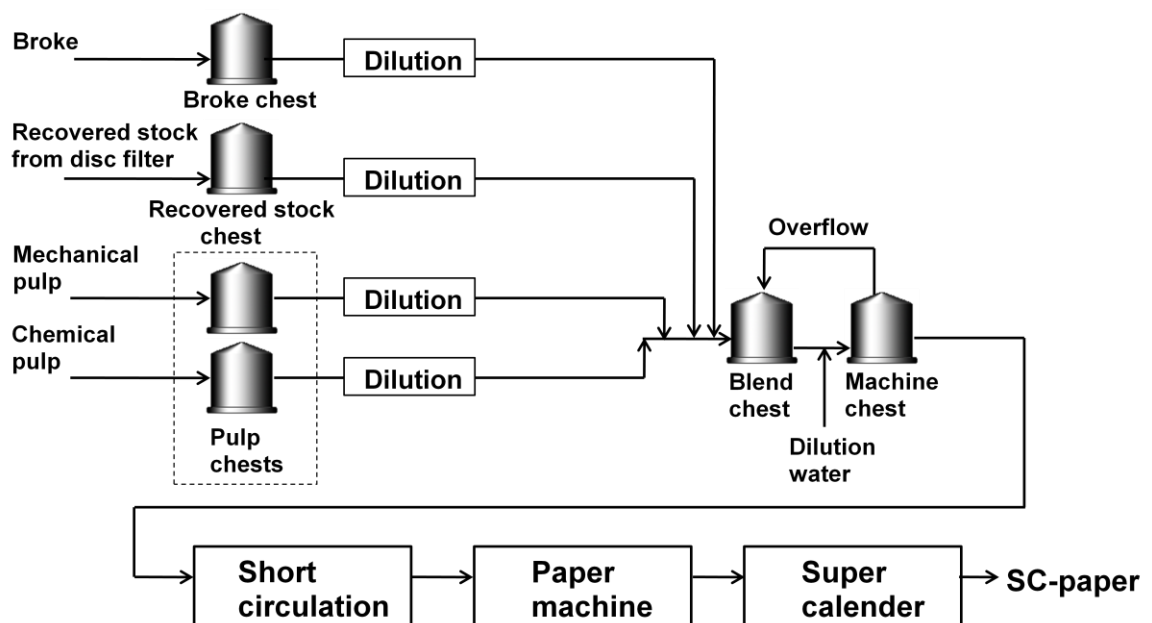 Broke
Dilution
Broke chest
Recovered stock
from disc filter
Dilution
Recovered stock
chest
Overflow
Mechanical
pulp
Dilution
Chemical
pulp
Dilution
Blend
chest
Machine
chest
Pulp
chests
Dilution
water
Short
circulation
Paper
machine
Super
calender
SC-paper